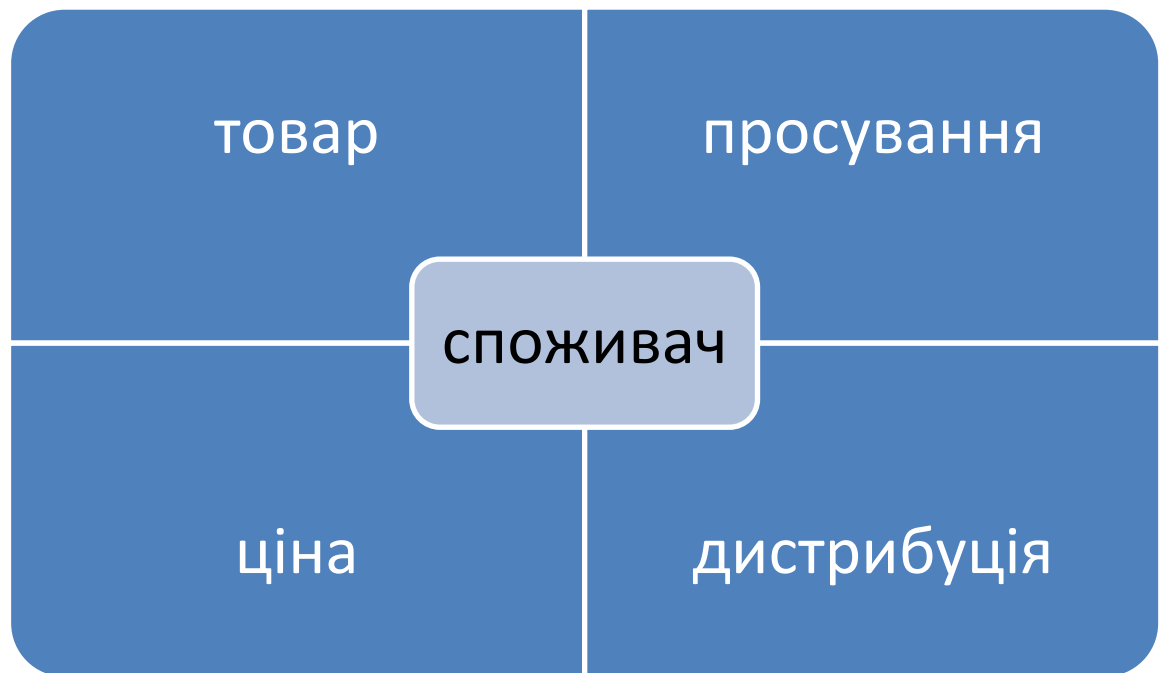 товар
просування
споживач
ціна
дистрибуція